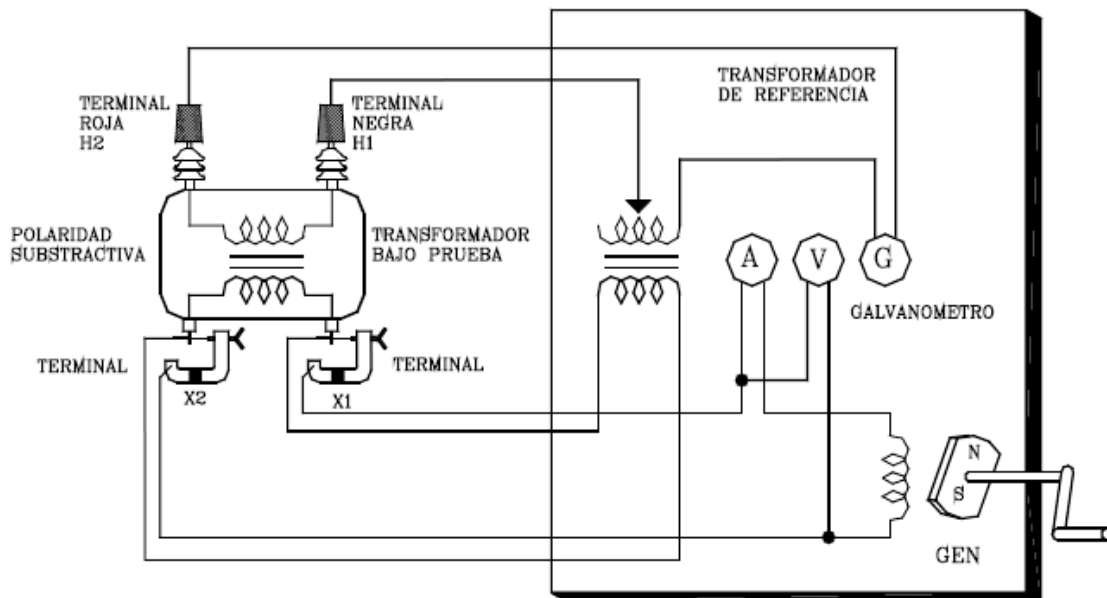 TERMINAL
ROJA
H2
TERMINAL
NEGRA
H1
TRANSFORMADOR
DE REFERENCIA
POLARIDAD
SUBSTRACTIVA
TRANSFORMADOR
BAJO PRUEBA
A
V
G
GALVANOMETRO
TERMINAL
X2
TERMINAL
X1
N
S
GEN